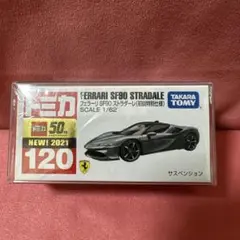 トミカ
50th
NEW! 2021
120
FERRARI SF90 STRADALE
フェラーリ SF90 ストラダーレ(初回特別仕様)
SCALE 1/62
TAKARA
TOMY
サスペンション